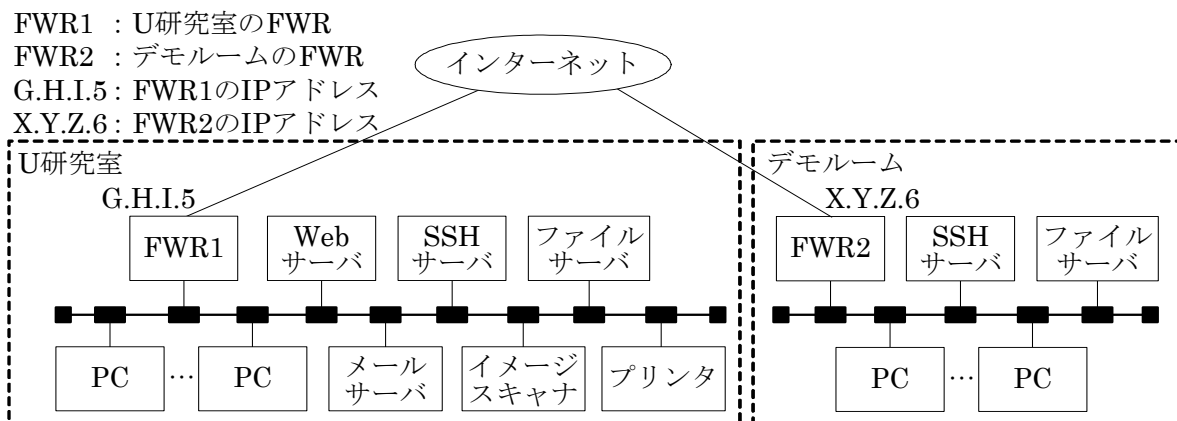 FWR1 : U研究室のFWR
FWR2 : デモルームのFWR
G.H.I.5 : FWR1のIPアドレス
X.Y.Z.6 : FWR2のIPアドレス
インターネット
U研究室
G.H.I.5
FWR1
Web
サーバ
SSH
サーバ
ファイル
サーバ
PC
…
PC
メール
サーバ
イメージ
スキャナ
プリンタ
デモルーム
X.Y.Z.6
FWR2
SSH
サーバ
ファイル
サーバ
PC
…
PC